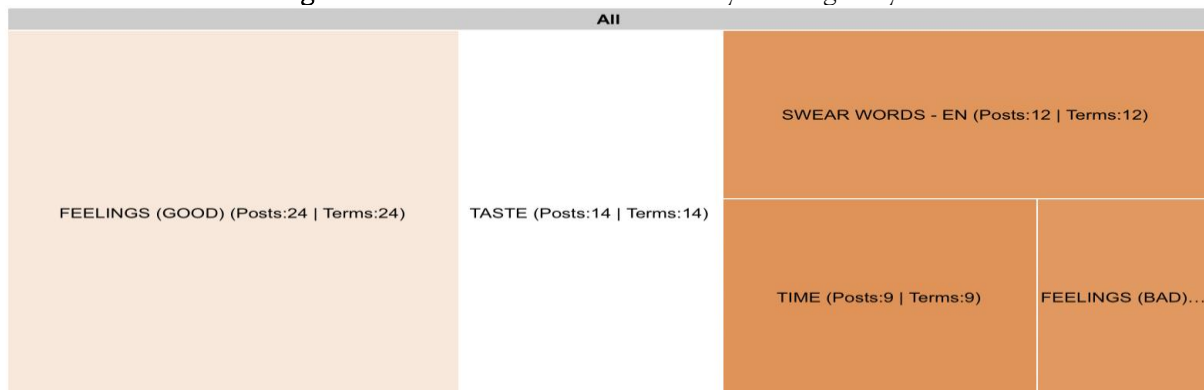 All
FEELINGS (GOOD) (Posts:24 | Terms:24)
TASTE (Posts:14 | Terms:14)
SWEAR WORDS - EN (Posts:12 | Terms:12)
TIME (Posts:9 | Terms:9)
FEELINGS (BAD)...